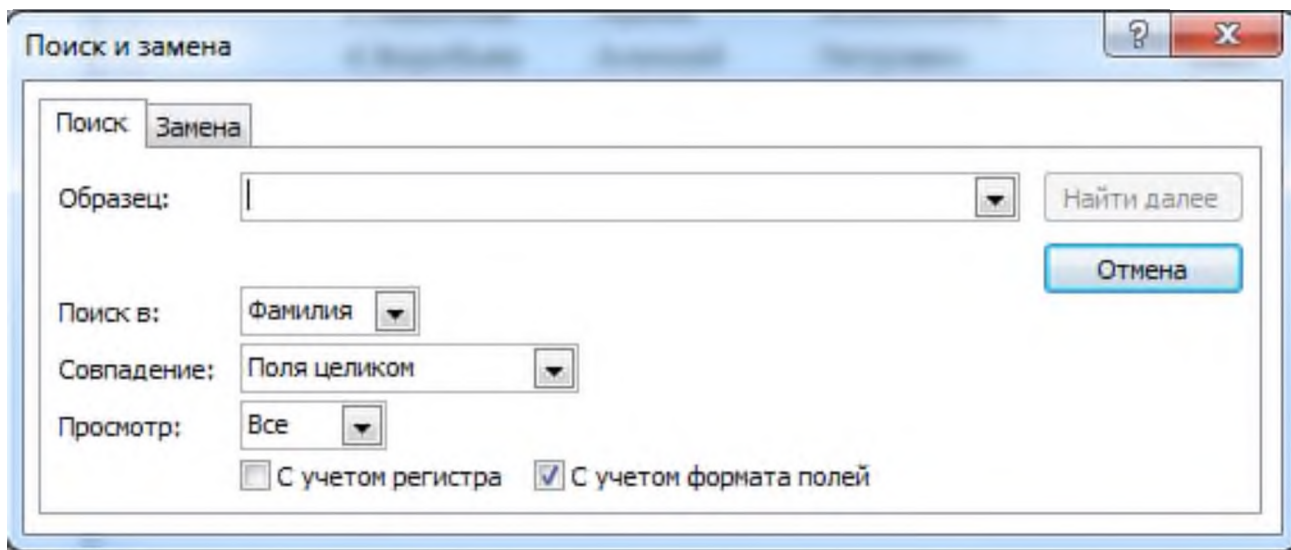 Поиск и замена
Поиск Замена
Образец: Найти далее
Отмена
Поиск в: Фамилия
Совпадение: Поля целиком
Просмотр: Все
С учетом регистра С учетом формата полей